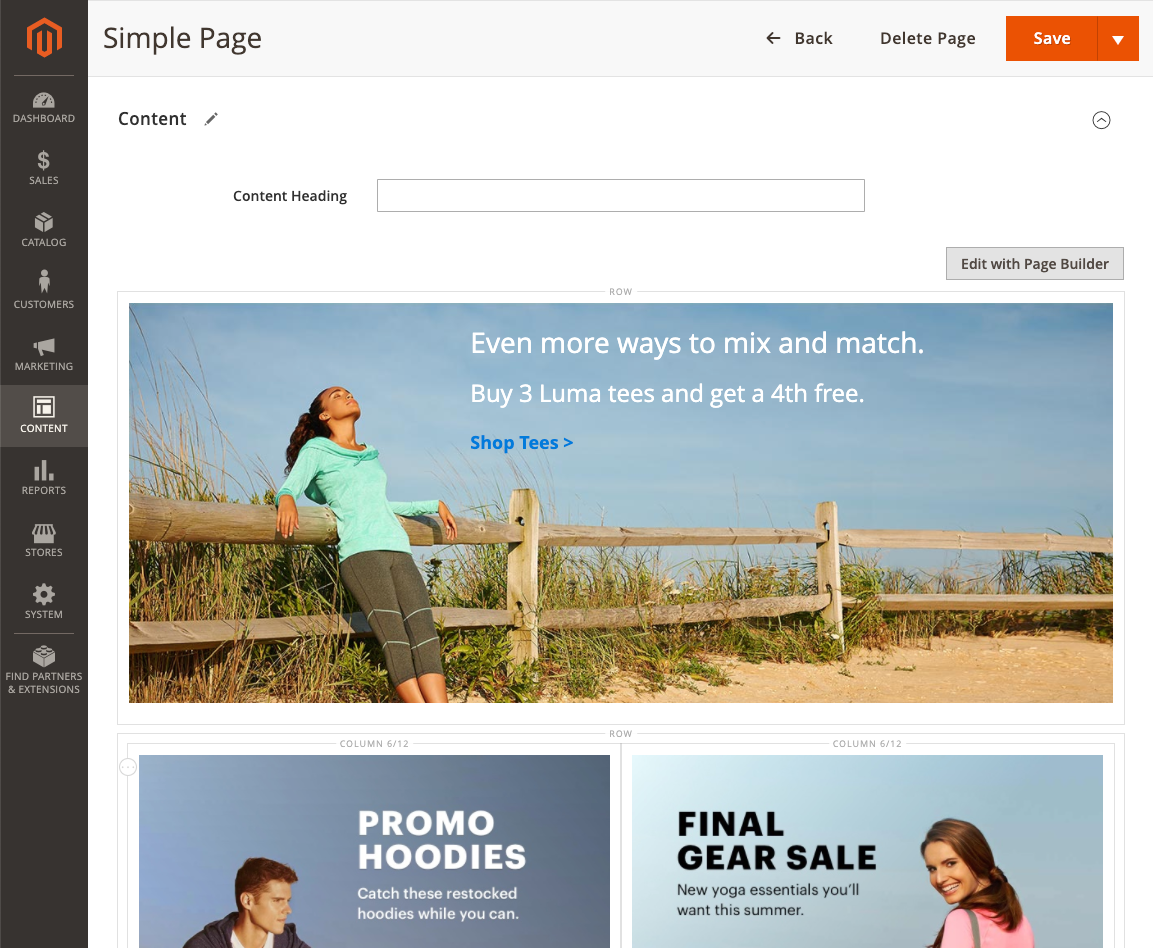 Simple Page
Back
Delete Page
Save
DASHBOARD
SALES
CATALOG
CUSTOMERS
MARKETING
CONTENT
REPORTS
STORES
SYSTEM
FIND PARTNERS
& EXTENSIONS
Content
Content Heading
Edit with Page Builder
ROW
Even more ways to mix and match.
Buy 3 Luma tees and get a 4th free.
Shop Tees >
ROW
COLUMN 6/12
PROMO
HOODIES
Catch these restocked
hoodies while you can.
COLUMN 6/12
FINAL
GEAR SALE
New yoga essentials you'll
want this summer.